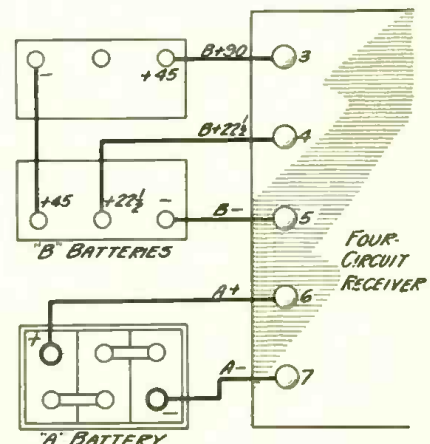 B+90 3
- +45
B+22½ 4
+45 +22½ -
B- 5
"B" BATTERIES
FOUR-
CIRCUIT
RECEIVER
A+ 6
+
A- 7
-
"A" BATTERY